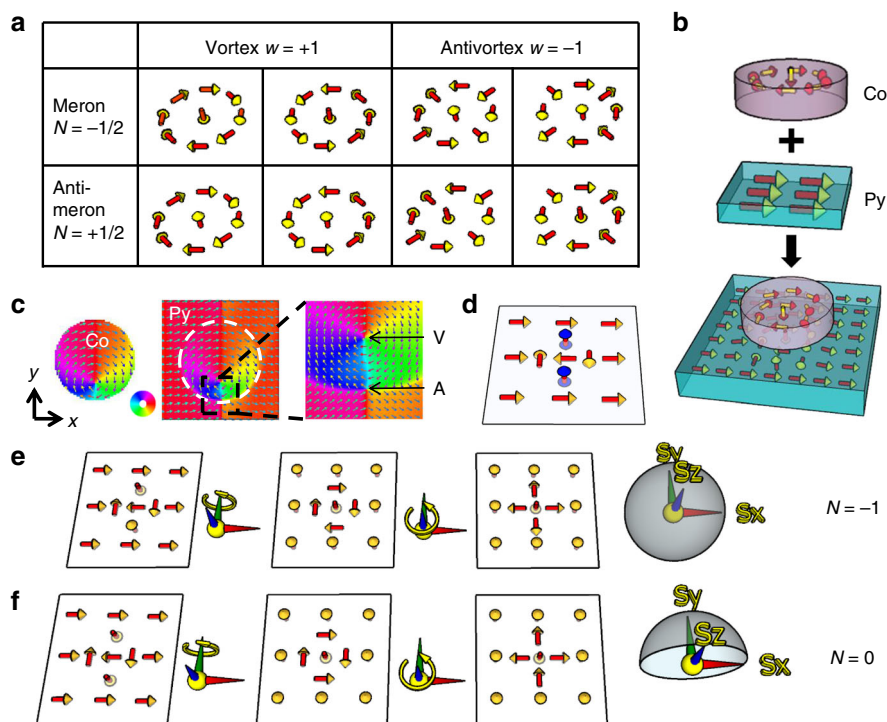 a
b
Vortex w = +1
Antivortex w = −1
Meron
N = −1/2
Anti-
meron
N = +1/2
Co
+
Py
c
Co
Py
V
A
y
x
d
e
Sy
Sz
Sx
N = −1
f
Sy
Sz
Sx
N = 0